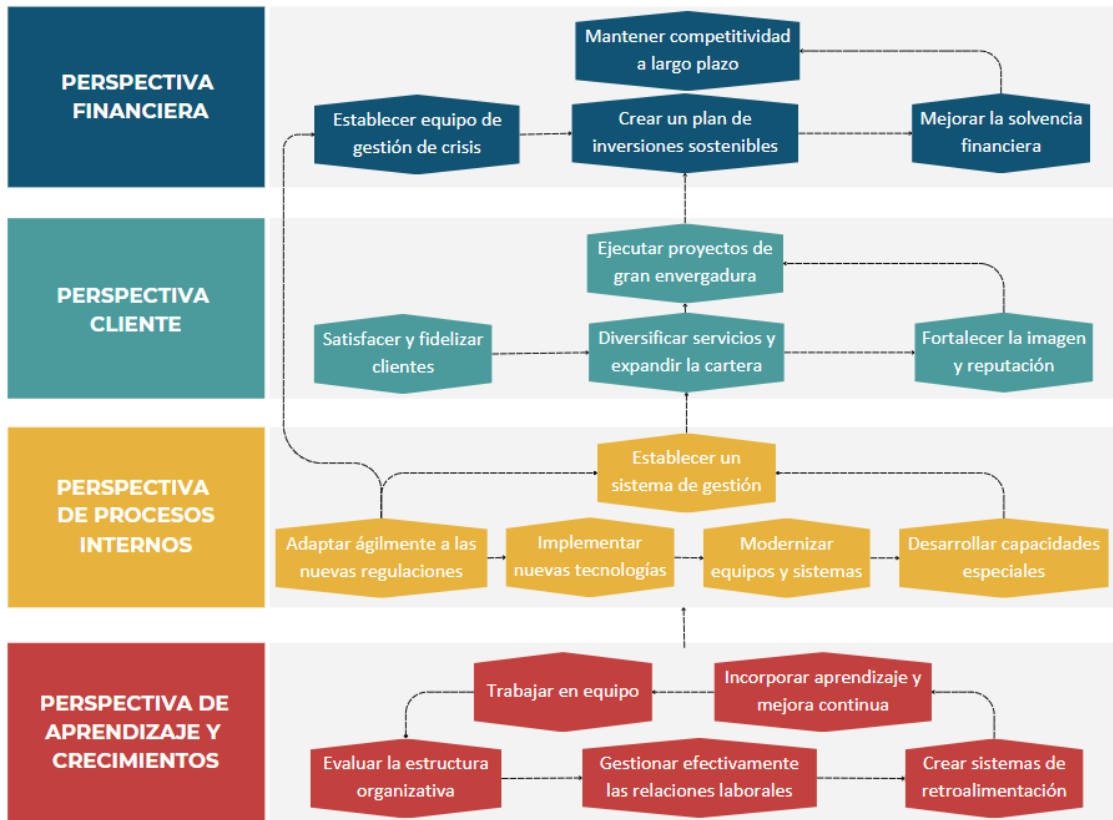 PERSPECTIVA
FINANCIERA
Mantener competitividad
a largo plazo
Establecer equipo de
gestión de crisis
Crear un plan de
inversiones sostenibles
Mejorar la solvencia
financiera
PERSPECTIVA
CLIENTE
Ejecutar proyectos de
gran envergadura
Satisfacer y fidelizar
clientes
Diversificar servicios y
expandir la cartera
Fortalecer la imagen
y reputación
PERSPECTIVA
DE PROCESOS
INTERNOS
Establecer un
sistema de gestión
Adaptar ágilmente a las
nuevas regulaciones
Implementar
nuevas tecnologías
Modernizar
equipos y sistemas
Desarrollar capacidades
especiales
PERSPECTIVA DE
APRENDIZAJE Y
CRECIMIENTOS
Trabajar en equipo
Incorporar aprendizaje y
mejora continua
Evaluar la estructura
organizativa
Gestionar efectivamente
las relaciones laborales
Crear sistemas de
retroalimentación